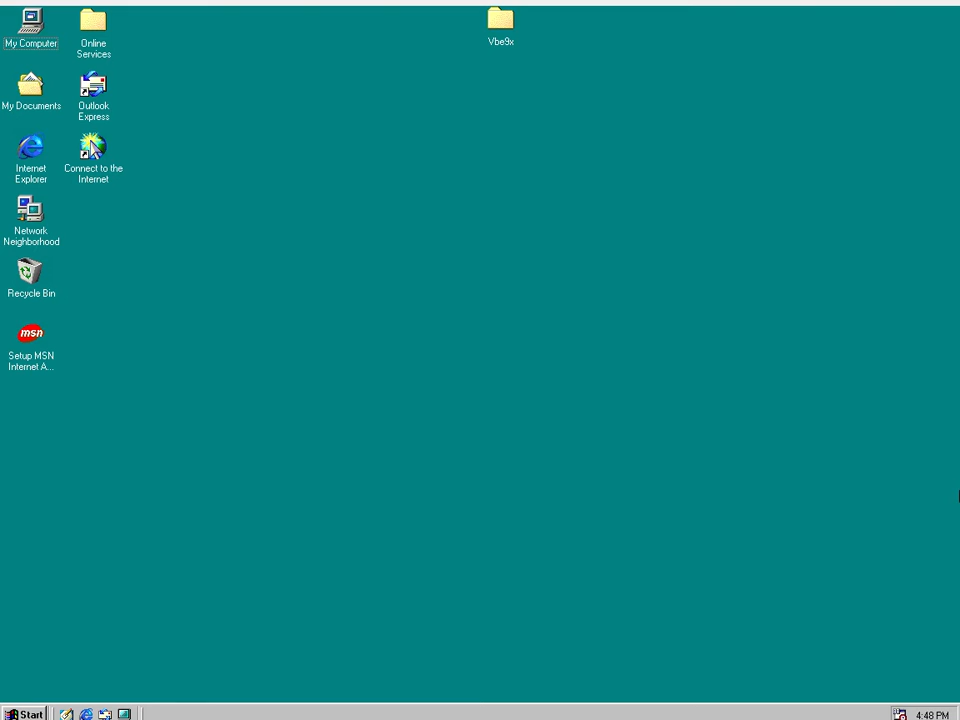 My Computer
Online
Services
Vbe9x
My Documents
Outlook
Express
Internet
Explorer
Connect to the
Internet
Network
Neighborhood
Recycle Bin
msn
Setup MSN
Internet A...
Start
4:48 PM